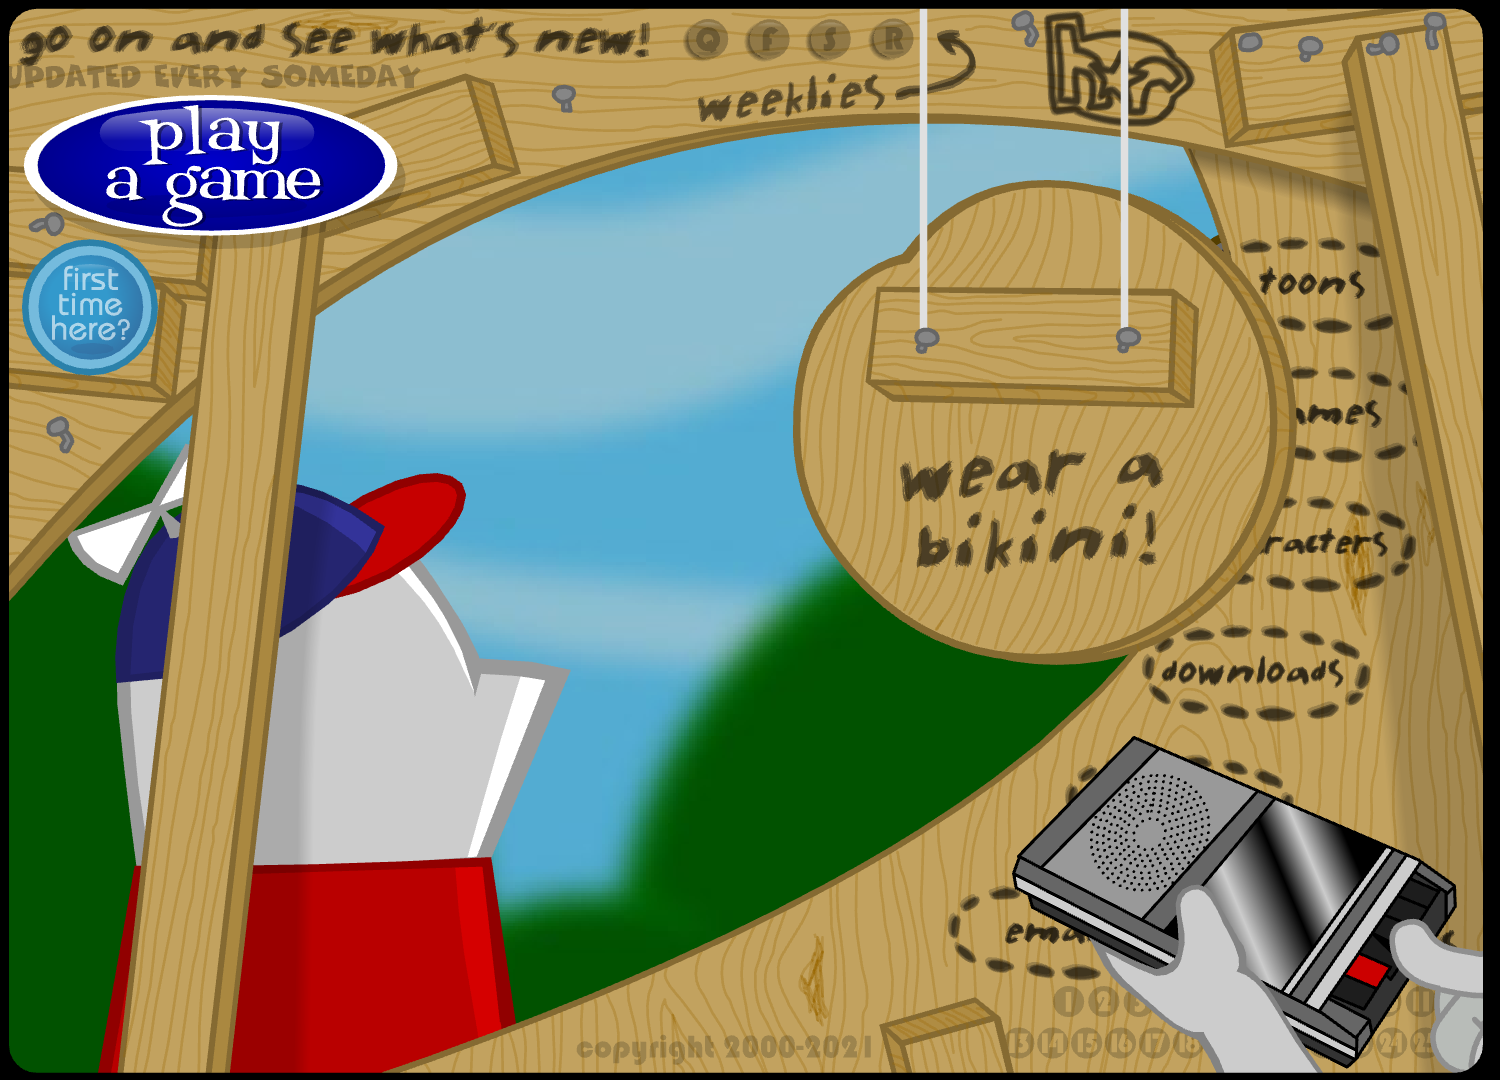 go on and see what's new!
Q F S R
UPDATED EVERY SOMEDAY
weeklies
play
a game
first
time
here?
toons
wear a
bikini!
downloads
copyright 2000-2021